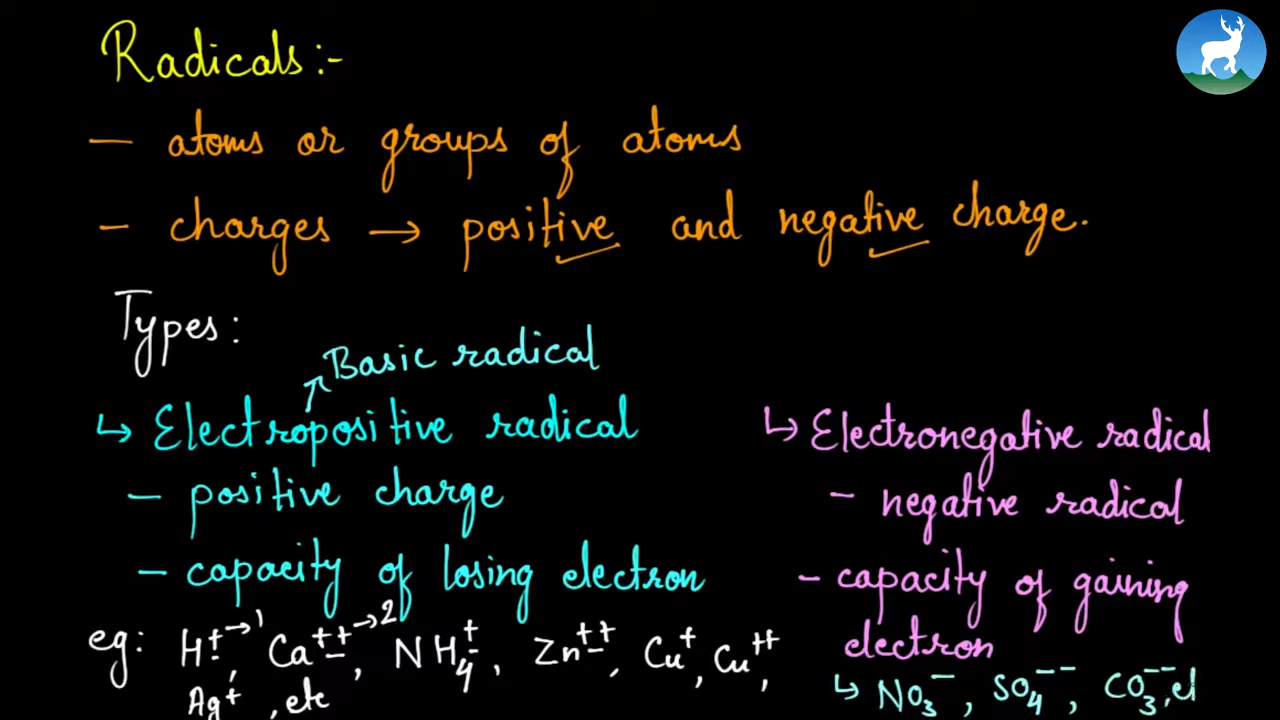 Radicals :-
– atoms or groups of atoms
– charges → positive and negative charge.
Types :
Basic radical
↳ Electropositive radical
– positive charge
– capacity of losing electron
eg: H⁺→1, Ca⁺⁺→2, NH₄⁺, Zn⁺⁺, Cu⁺, Cu⁺⁺,
Ag⁺, etc
↳ Electronegative radical
– negative radical
– capacity of gaining
electron
↳ NO₃⁻, SO₄⁻⁻, CO₃⁻⁻,